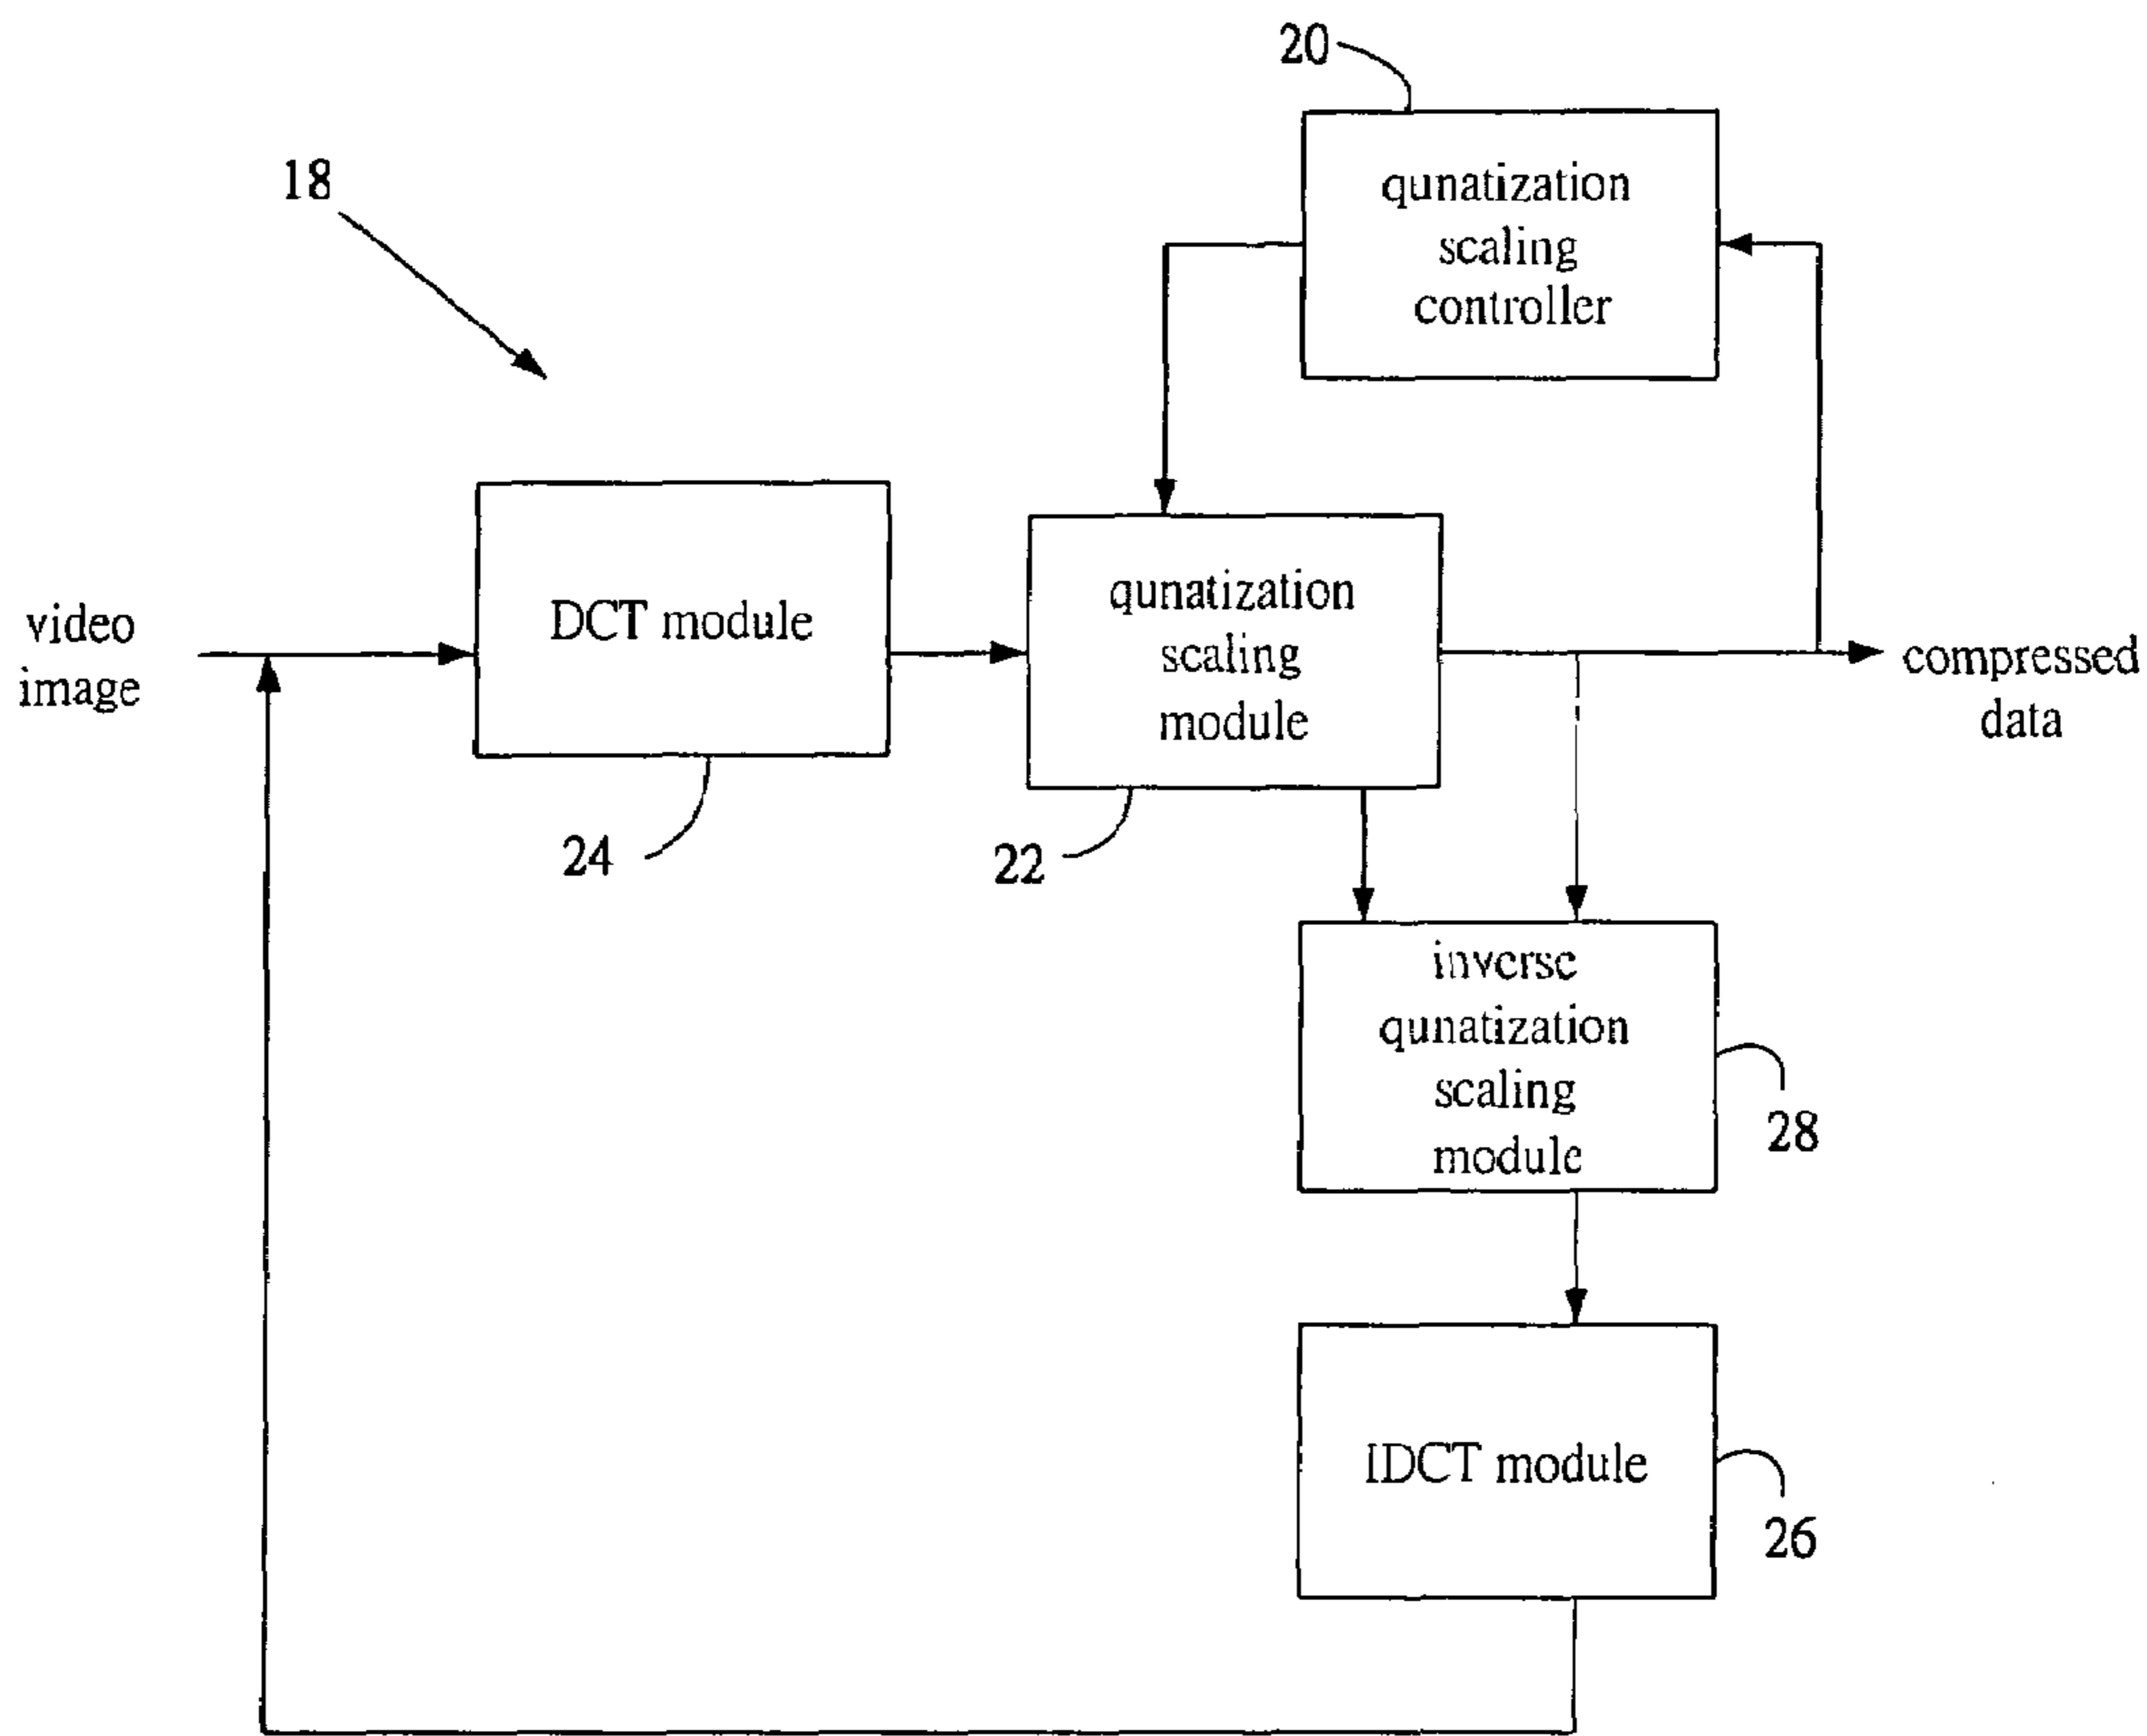 20
18
qunatization
scaling
controller
video
image
DCT module
qunatization
scaling
module
compressed
data
24
22
inverse
qunatization
scaling
module
28
IDCT module
26